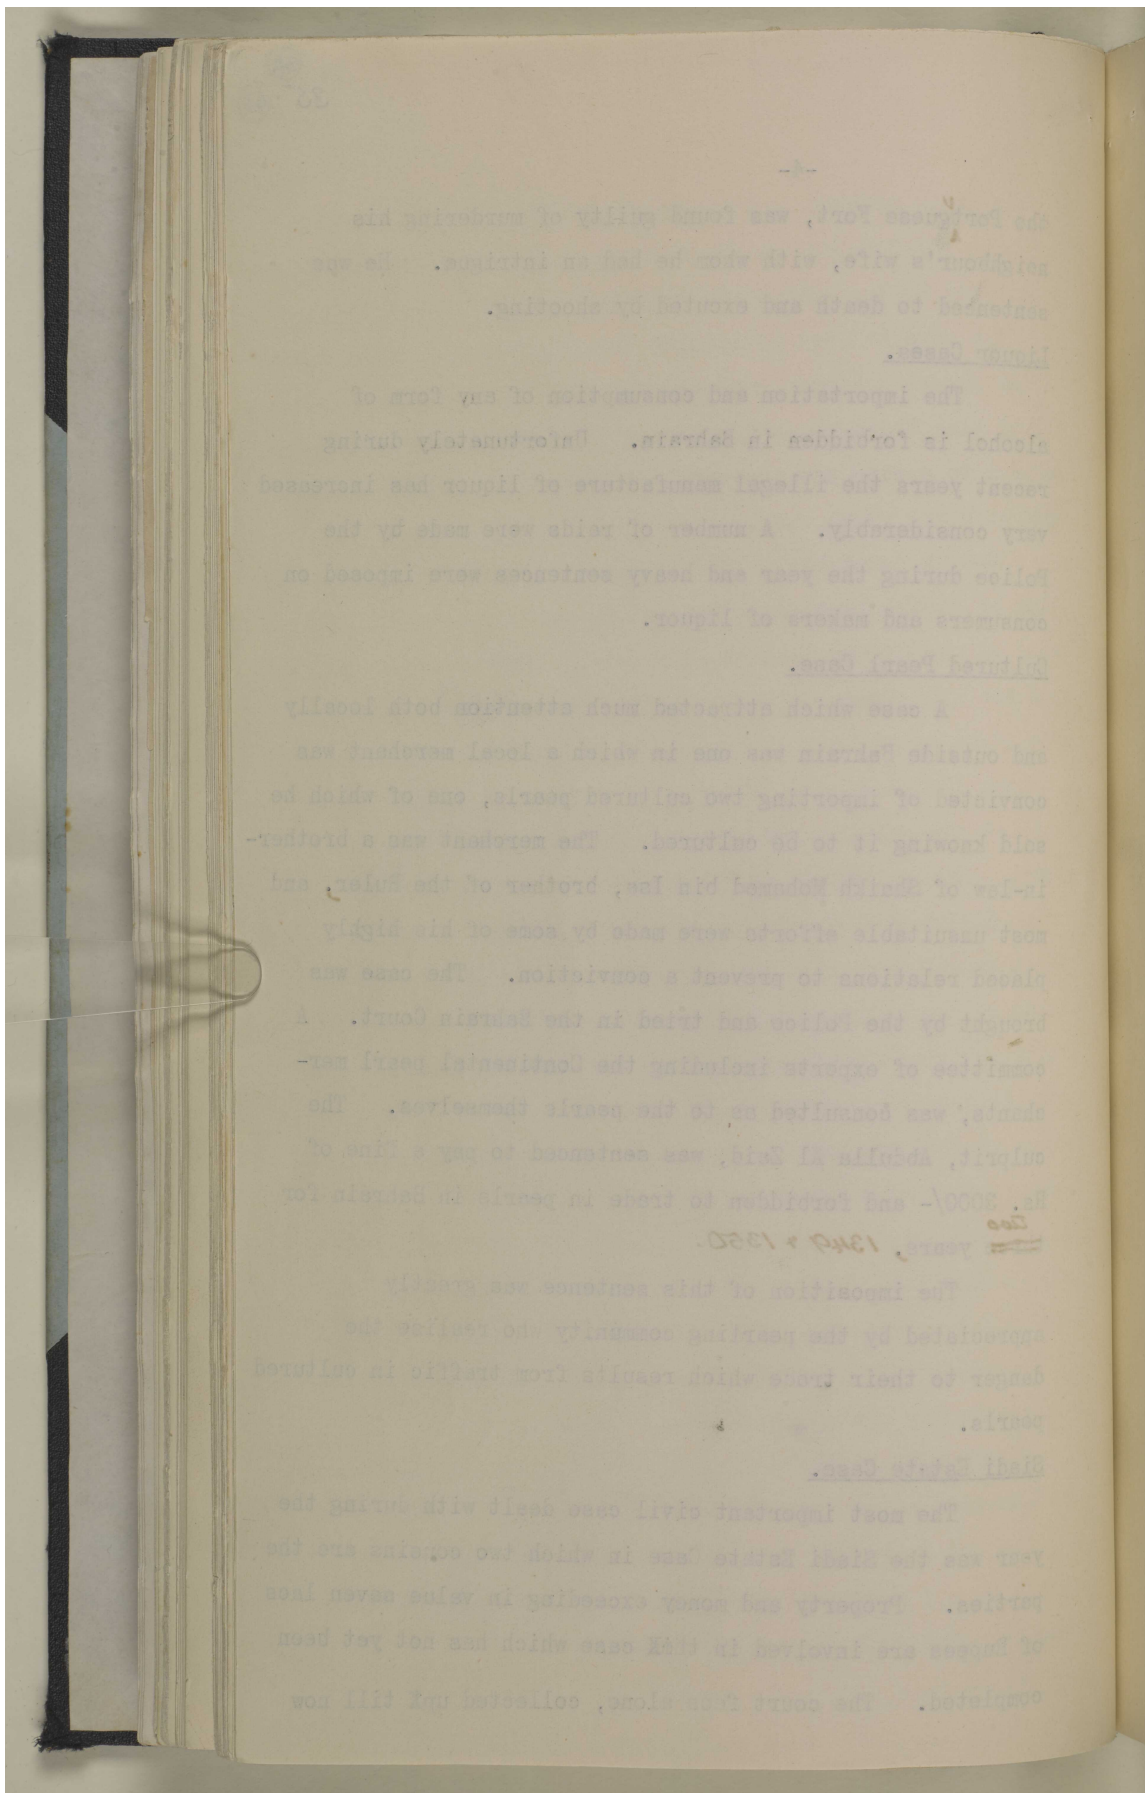 -4-
the Portguese Fort, was found guilty of murdering his
neighbour's wife, with whom he had an intrigue. He was
sentented to death and excuted by shooting.
Liquor Cases.
The importation and consumption of any form of
alcohol is forbidden in Bahrain. Unfortunately during
recent years the illegal manufacture of liquor has increased
very considerably. A number of raids were made by the
Police during the year and heavy sentences were imposed on
consumers and makers of liquor.
Cultured Pearl Case.
A case which attracted much attention both locally
and outside Bahrain was one in which a local merchant was
convicted of importing two cultured pearls, one of which he
sold knowing it to be cultured. The merchant was a brother-
in-law of Shaikh Mohamed bin Isa, brother of the Ruler, and
most unsuitable efforts were made by some of his highly
placed relations to prevent a conviction. The case was
brought by the Police and tried in the Bahrain Court. A
committee of experts including the Continental pearl mer-
chants, was consulted as to the pearls themselves. The
culprit, Abdulla Al Zaid, was sentenced to pay a fine of
Rs. 3000/- and forbidden to trade in pearls in Bahrain for
two years, 1349 & 1350
The imposition of this sentence was greatly
appreciated by the pearling community who realise the
danger to their trade which results from traffic in cultured
pearls.
Siadi Estate Case.
The most important civil case dealt with during the
year was the Siadi Estate Case in which two cousins are the
parties. Property and money exceeding in value seven lacs
of Rupees are involved in the case which has not yet been
completed. The court fees alone, collected up till now